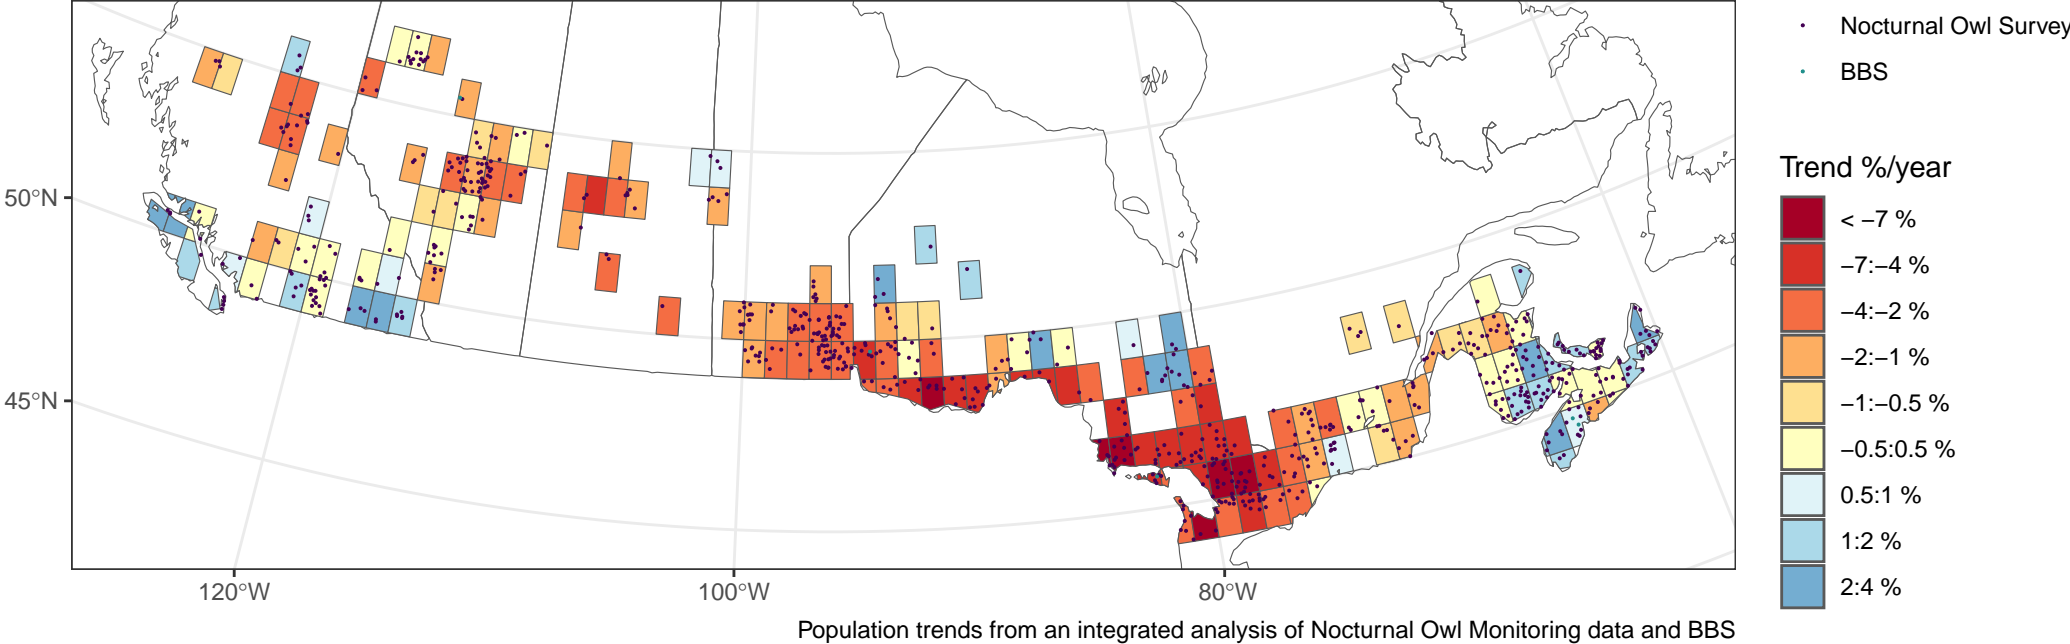 Nocturnal Owl Survey
BBS
Trend %/year
< −7 %
−7:−4 %
−4:−2 %
−2:−1 %
−1:−0.5 %
−0.5:0.5 %
0.5:1 %
1:2 %
2:4 %
50°N
45°N
120°W
100°W
80°W
Population trends from an integrated analysis of Nocturnal Owl Monitoring data and BBS